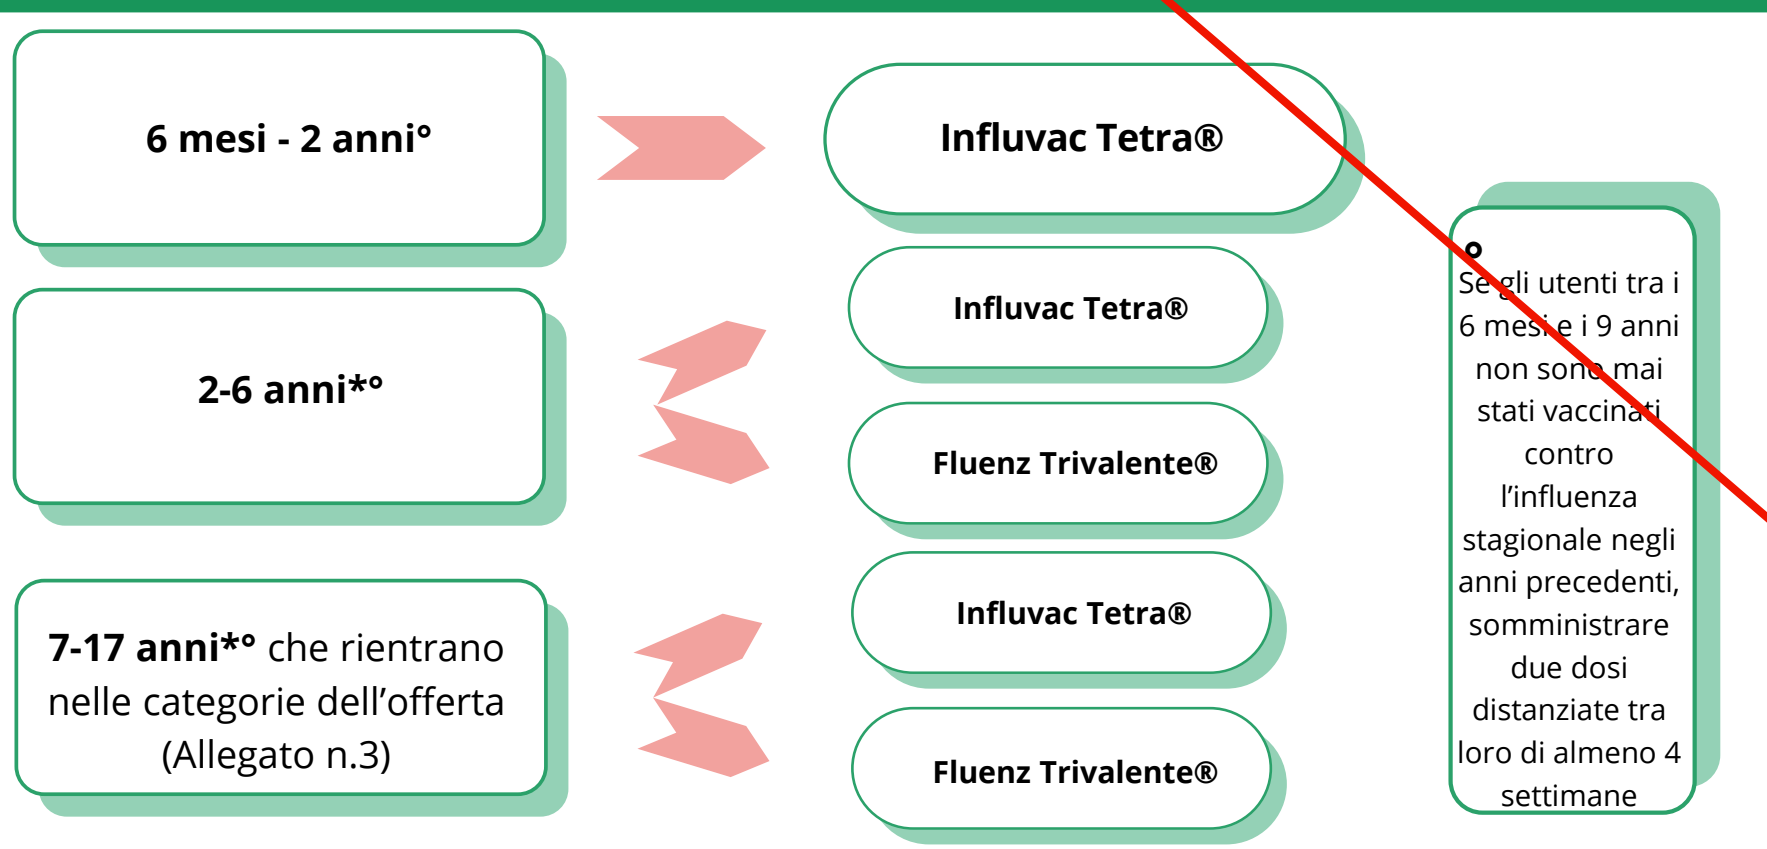 6 mesi - 2 anni°
Influvac Tetra®
2-6 anni*°
Influvac Tetra®
Fluenz Trivalente®
7-17 anni*° che rientrano
nelle categorie dell’offerta
(Allegato n.3)
Influvac Tetra®
Fluenz Trivalente®
°
Se gli utenti tra i
6 mesi e i 9 anni
non sono mai
stati vaccinati
contro
l’influenza
stagionale negli
anni precedenti,
somministrare
due dosi
distanziate tra
loro di almeno 4
settimane